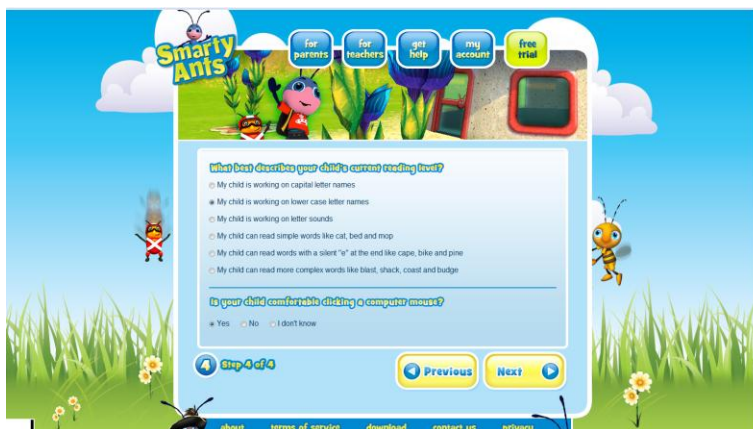 Smarty
Ants
for
parents
for
teachers
get
help
my
account
free
trial
What best describes your child's current reading level?
My child is working on capital letter names
My child is working on lower case letter names
My child is working on letter sounds
My child can read simple words like cat, bed and mop
My child can read words with a silent "e" at the end like cape, bike and pine
My child can read more complex words like blast, shack, coast and budge
Is your child comfortable clicking a computer mouse?
Yes No I don't know
4 Step 4 of 4 Previous Next
about terms of service download contact us privacy